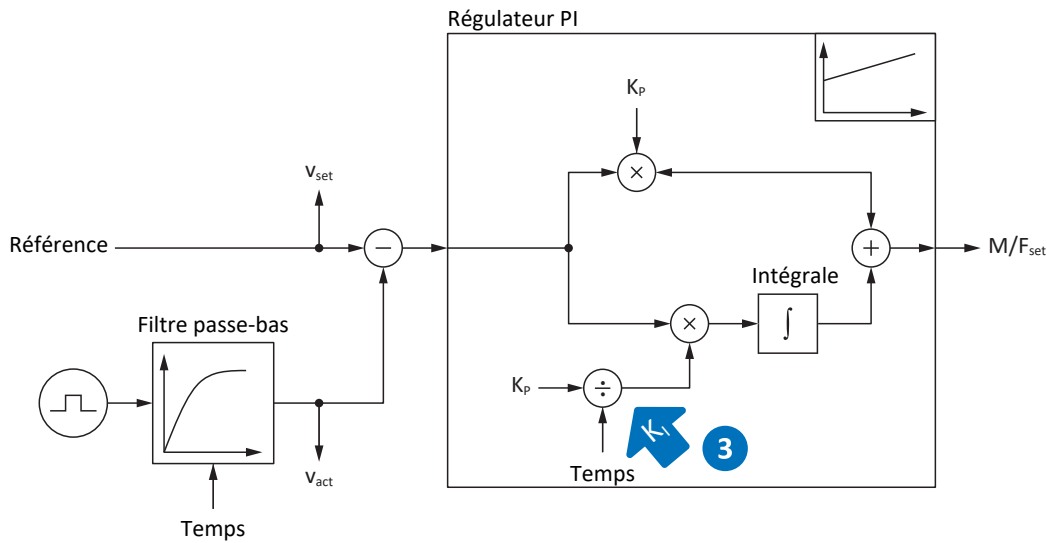 Régulateur PI
Kₚ
×
vset
Référence
−
+
M/Fset
Intégrale
∫
Filtre passe-bas
×
Kₚ
÷
KI
3
vact
Temps
Temps